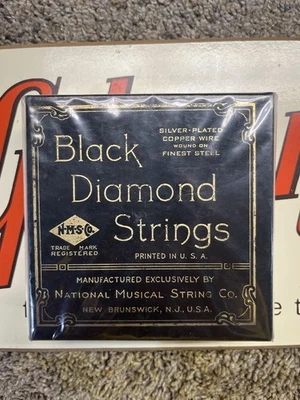 Black
Diamond
Strings
SILVER-PLATED
COPPER WIRE
WOUND ON
FINEST STEEL
N·M·S·Co.
TRADE MARK
REGISTERED
PRINTED IN U. S. A.
MANUFACTURED EXCLUSIVELY BY
NATIONAL MUSICAL STRING CO.
NEW BRUNSWICK, N.J., U.S.A.